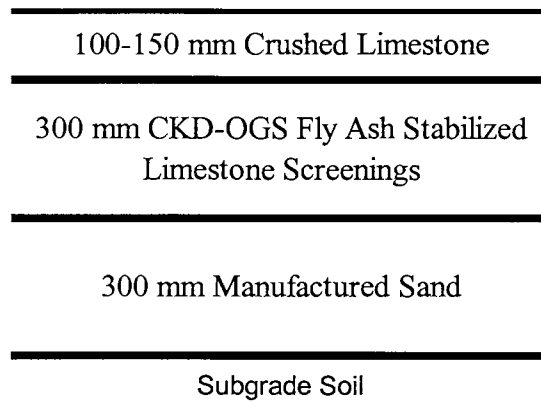 100-150 mm Crushed Limestone
300 mm CKD-OGS Fly Ash Stabilized
Limestone Screenings
300 mm Manufactured Sand
Subgrade Soil